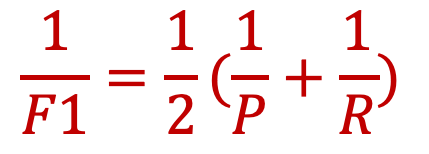 1/F1 = 1/2 (1/P + 1/R)